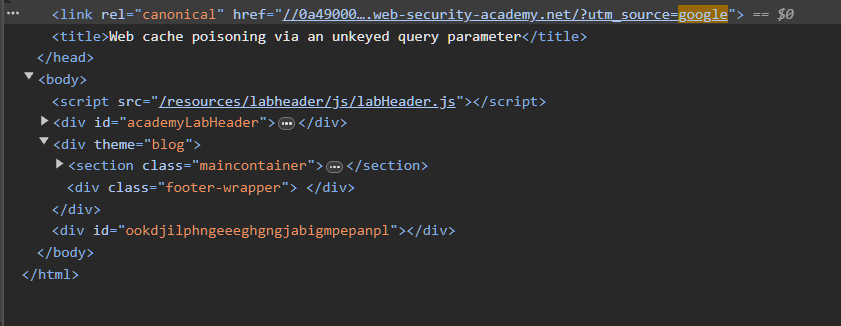 <link rel="canonical" href="//0a49000….web-security-academy.net/?utm_source=google"> == $0
<title>Web cache poisoning via an unkeyed query parameter</title>
</head>
<body>
<script src="/resources/labheader/js/labHeader.js"></script>
<div id="academyLabHeader">…</div>
<div theme="blog">
<section class="maincontainer">…</section>
<div class="footer-wrapper"> </div>
</div>
<div id="ookdjilphngeeeghgngjabigmpepanpl"></div>
</body>
</html>